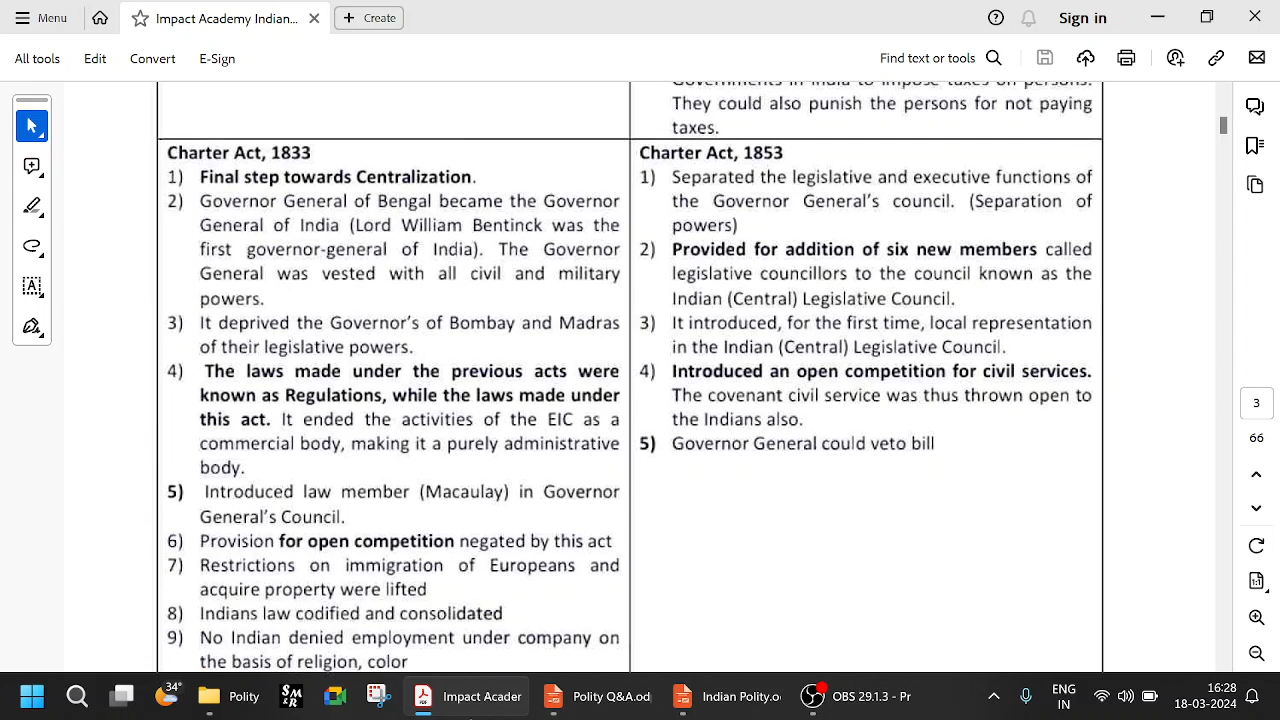 Menu
Impact Academy Indian...
Create
Sign in
All tools
Edit
Convert
E-Sign
Find text or tools
Governments in India to impose taxes on persons.
They could also punish the persons for not paying
taxes.
Charter Act, 1833
1) Final step towards Centralization.
2) Governor General of Bengal became the Governor
General of India (Lord William Bentinck was the
first governor-general of India). The Governor
General was vested with all civil and military
powers.
3) It deprived the Governor's of Bombay and Madras
of their legislative powers.
4) The laws made under the previous acts were
known as Regulations, while the laws made under
this act. It ended the activities of the EIC as a
commercial body, making it a purely administrative
body.
5) Introduced law member (Macaulay) in Governor
General's Council.
6) Provision for open competition negated by this act
7) Restrictions on immigration of Europeans and
acquire property were lifted
8) Indians law codified and consolidated
9) No Indian denied employment under company on
the basis of religion, color
Charter Act, 1853
1) Separated the legislative and executive functions of
the Governor General's council. (Separation of
powers)
2) Provided for addition of six new members called
legislative councillors to the council known as the
Indian (Central) Legislative Council.
3) It introduced, for the first time, local representation
in the Indian (Central) Legislative Council.
4) Introduced an open competition for civil services.
The covenant civil service was thus thrown open to
the Indians also.
5) Governor General could veto bill
3
66
1:1
34°
Polity
S
M
R
Impact Acader
Polity Q&A.od
Indian Polity.o
OBS 29.1.3 - Pr
ENG
IN
16:28
18-03-2024